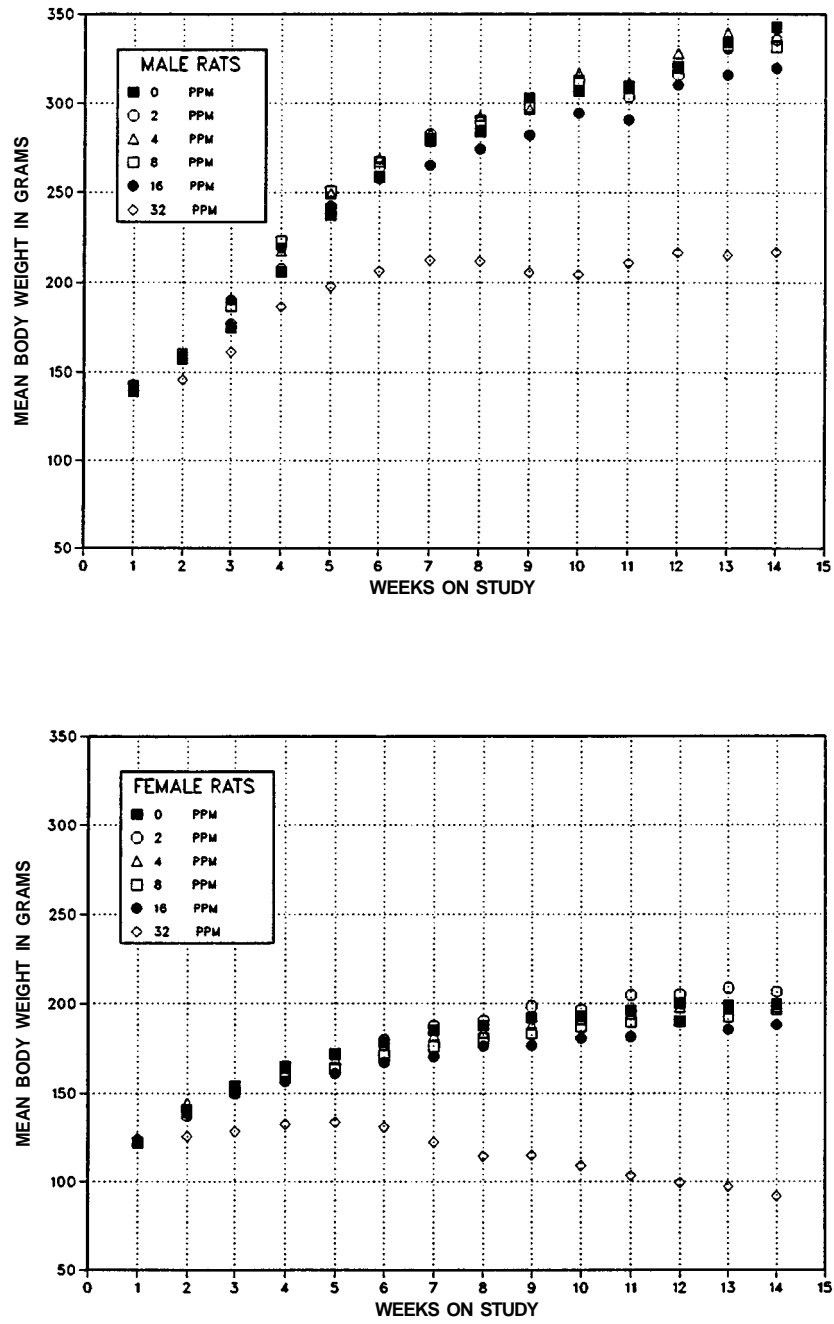 MALE RATS
0 PPM
2 PPM
4 PPM
8 PPM
16 PPM
32 PPM
350
300
250
200
150
100
50
MEAN BODY WEIGHT IN GRAMS
0 1 2 3 4 5 6 7 8 9 10 11 12 13 14 15
WEEKS ON STUDY
FEMALE RATS
0 PPM
2 PPM
4 PPM
8 PPM
16 PPM
32 PPM
350
300
250
200
150
100
50
MEAN BODY WEIGHT IN GRAMS
0 1 2 3 4 5 6 7 8 9 10 11 12 13 14 15
WEEKS ON STUDY